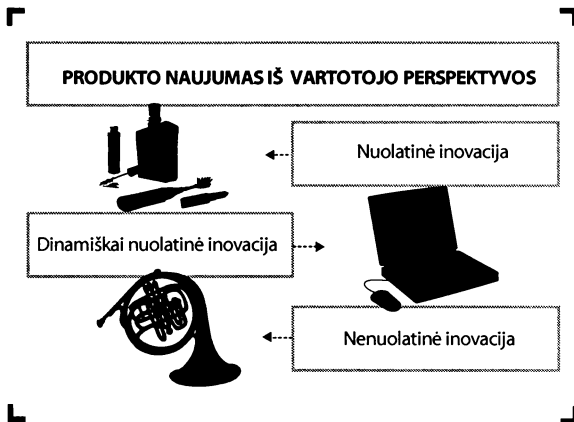 PRODUKTO NAUJUMAS IŠ VARTOTOJO PERSPEKTYVOS
Nuolatinė inovacija
Dinamiškai nuolatinė inovacija
Nenuolatinė inovacija